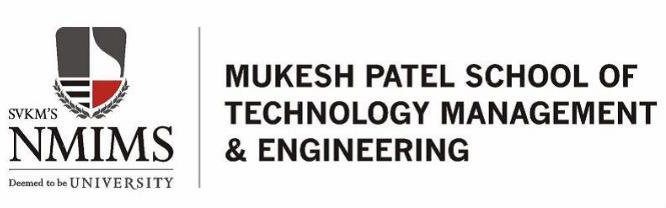 SVKM'S
NMIMS
Deemed to be UNIVERSITY
MUKESH PATEL SCHOOL OF
TECHNOLOGY MANAGEMENT
& ENGINEERING